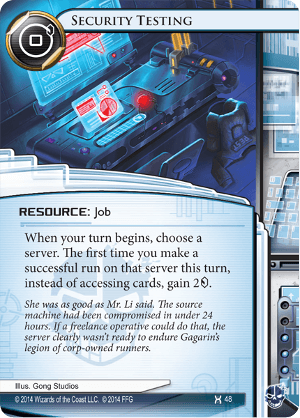 0
SECURITY TESTING
RESOURCE: Job
When your turn begins, choose a
server. The first time you make a
successful run on that server this turn,
instead of accessing cards, gain 2
She was as good as Mr. Li said. The source
machine had been compromised in under 24
hours. If a freelance operative could do that, the
server clearly wasn't ready to endure Gagarin's
legion of corp-owned runners.
Illus. Gong Studios
© 2014 Wizards of the Coast LLC. © 2014 FFG
48